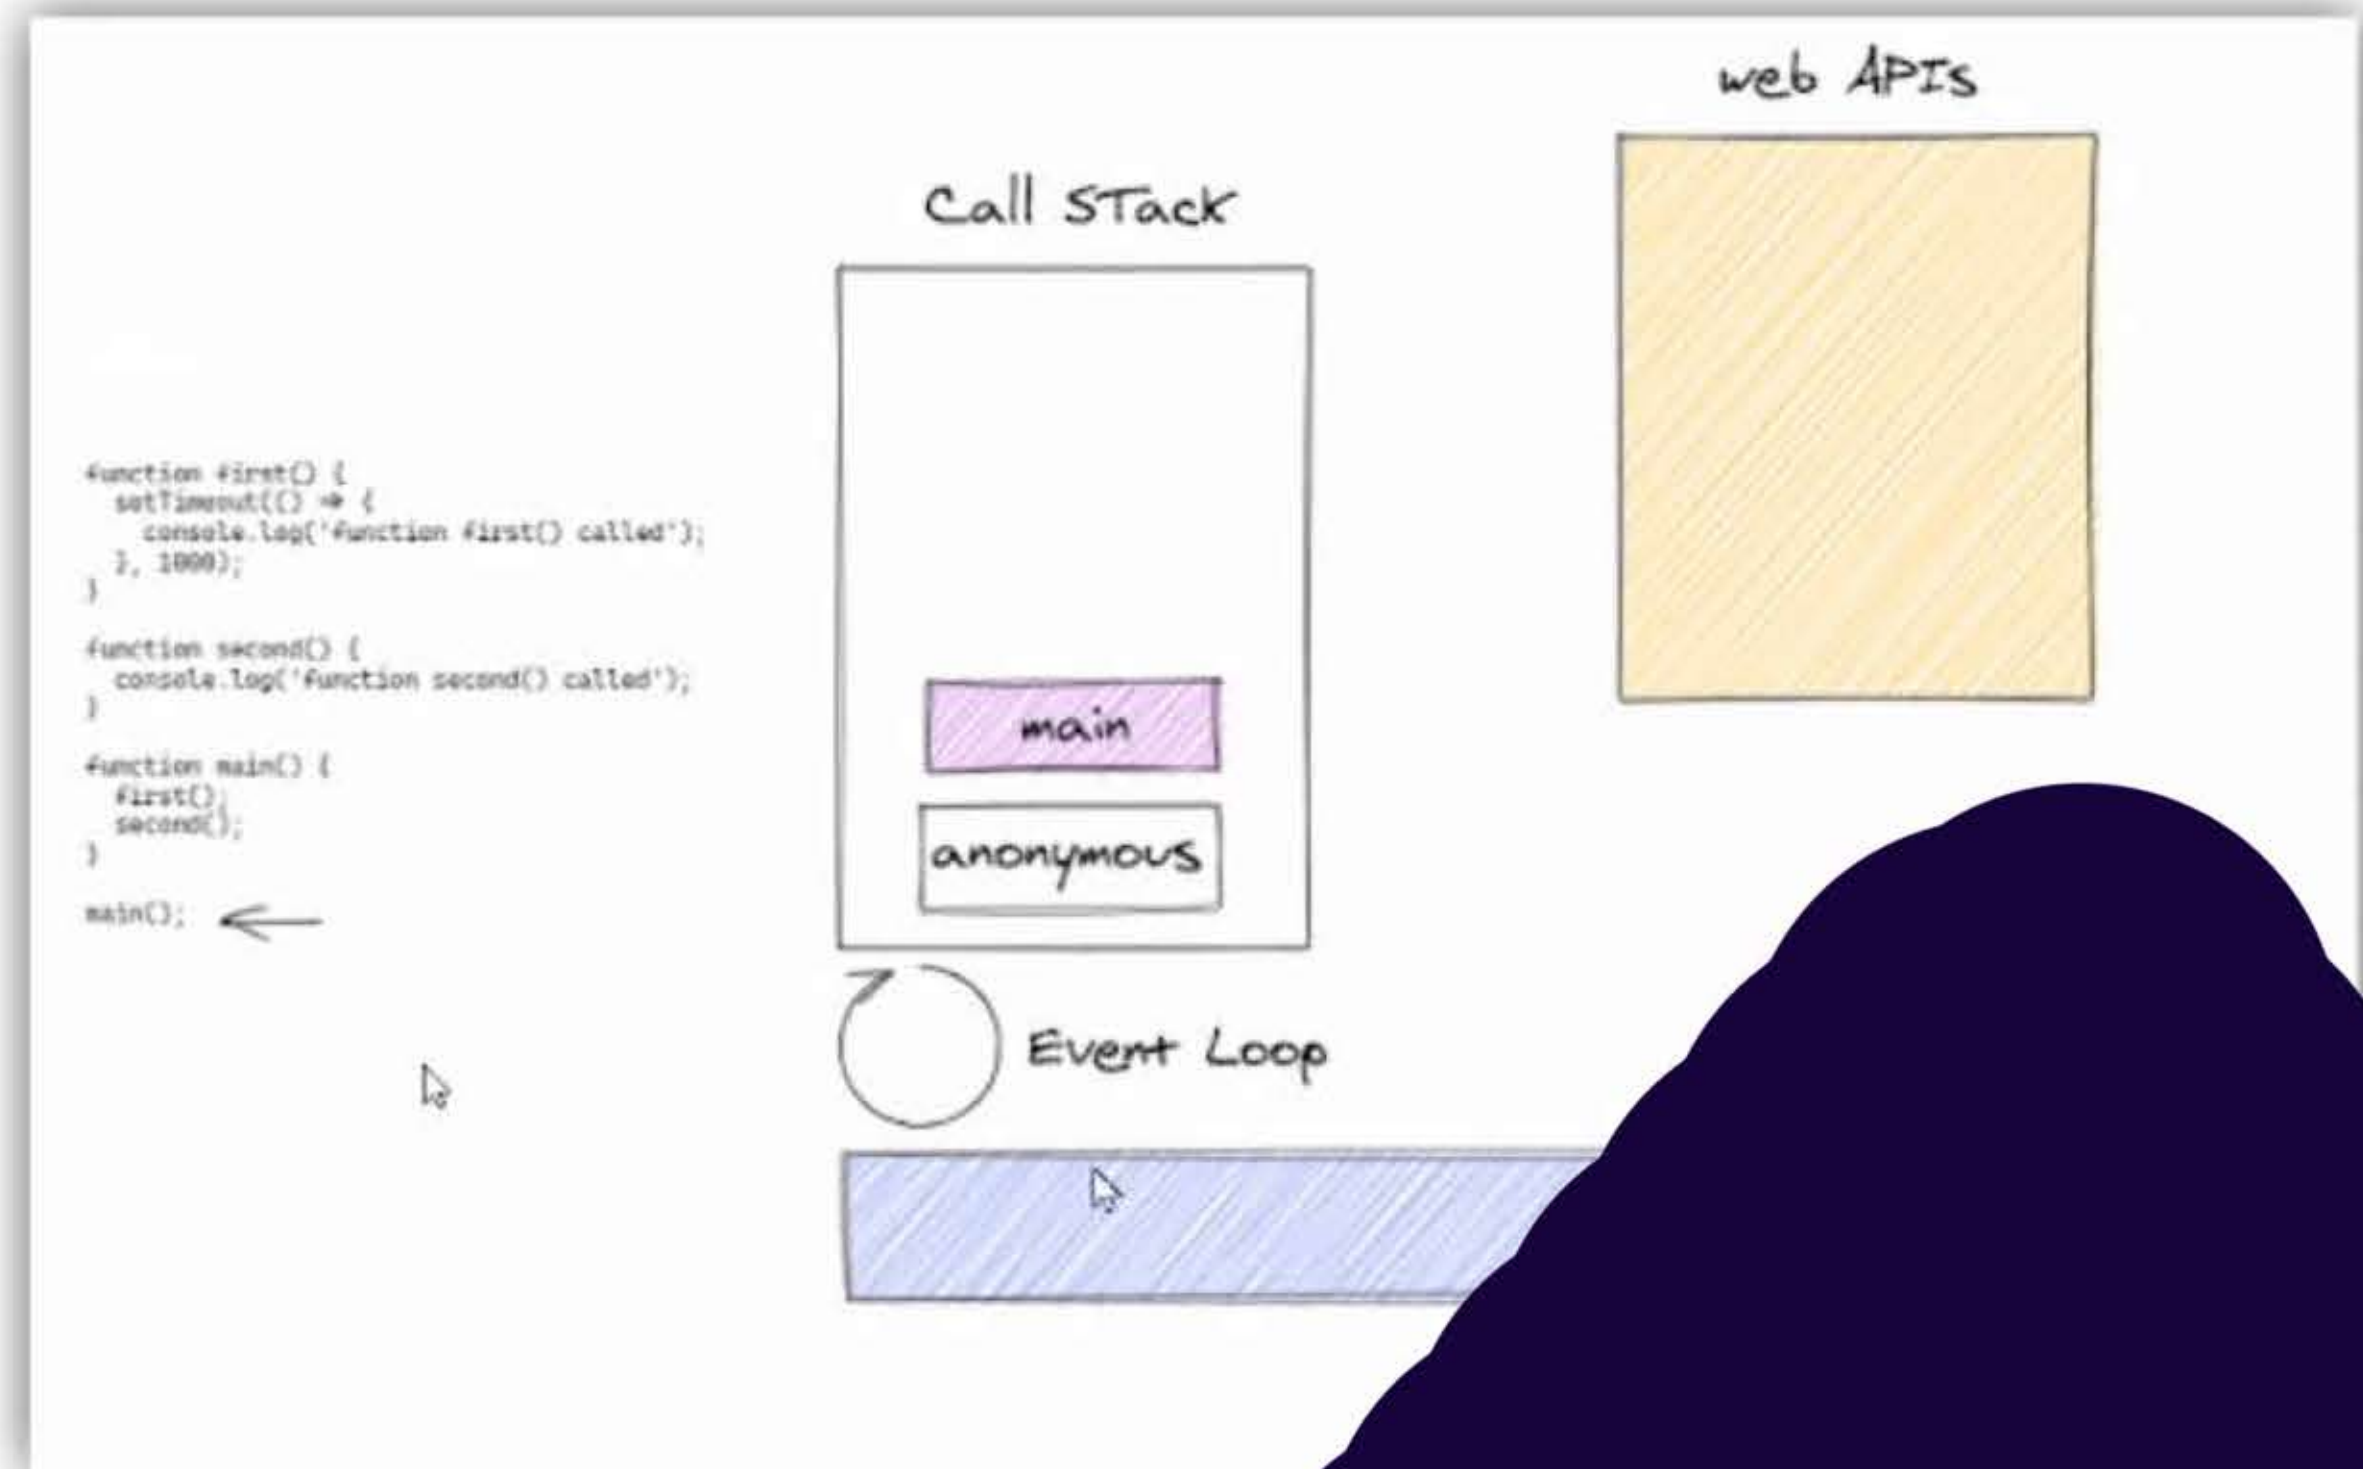 web APIs
Call STack
function first() {
setTimeout(() => {
console.log('function first() called');
}, 1000);
}
function second() {
console.log('function second() called');
}
function main() {
first();
second();
}
main();
main
anonymous
Event Loop